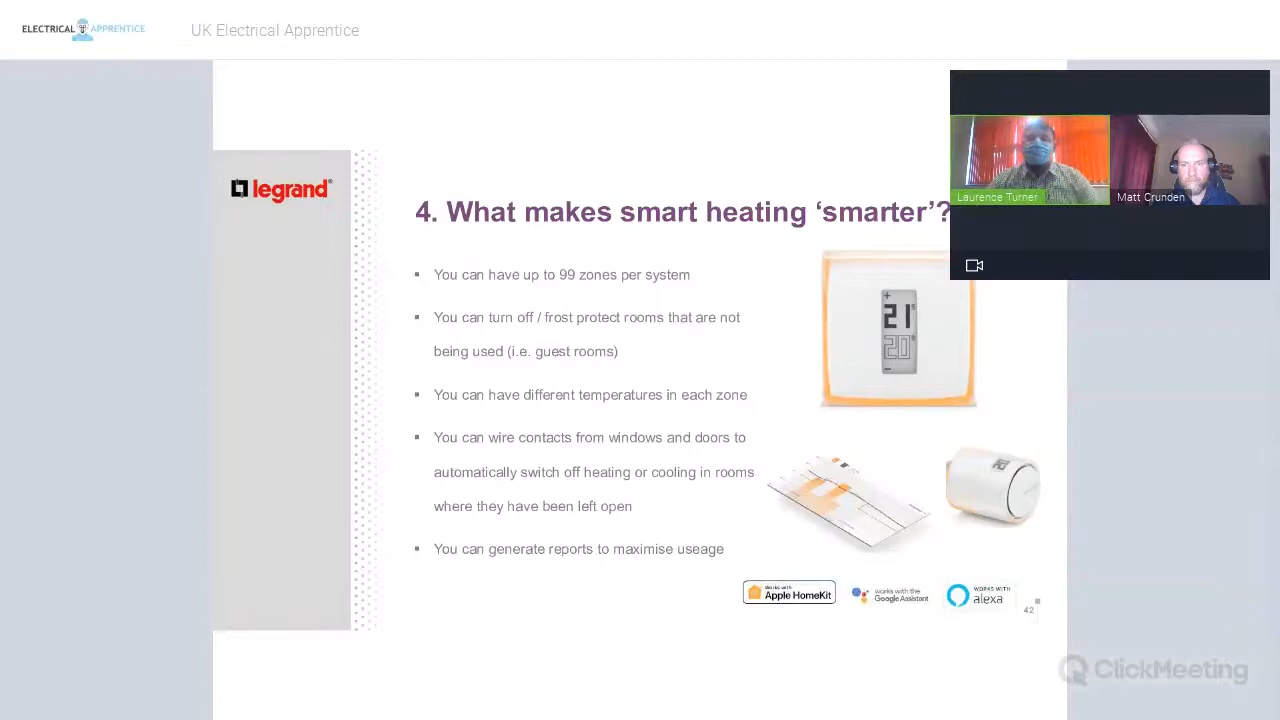 ELECTRICAL APPRENTICE
UK Electrical Apprentice
legrand®
4. What makes smart heating ‘smarter’?
Laurence Turner
Matt Crunden
You can have up to 99 zones per system
You can turn off / frost protect rooms that are not
being used (i.e. guest rooms)
You can have different temperatures in each zone
You can wire contacts from windows and doors to
automatically switch off heating or cooling in rooms
where they have been left open
You can generate reports to maximise useage
+
21⁵
20⁰
−
Works with
Apple HomeKit
works with the
Google Assistant
WORKS WITH
alexa
42
ClickMeeting